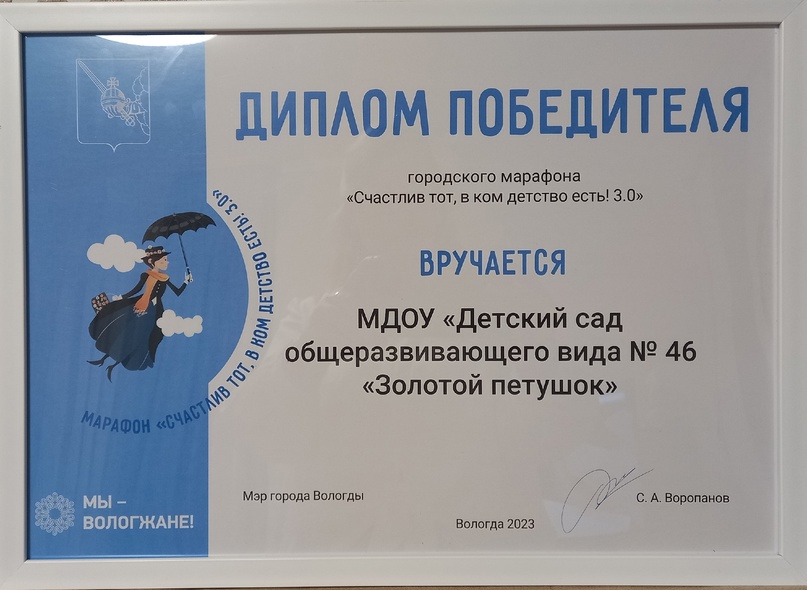 ДИПЛОМ ПОБЕДИТЕЛЯ
городского марафона
«Счастлив тот, в ком детство есть! 3.0»
ВРУЧАЕТСЯ
МДОУ «Детский сад
общеразвивающего вида № 46
«Золотой петушок»
МАРАФОН «СЧАСТЛИВ ТОТ, В КОМ ДЕТСТВО ЕСТЬ! 3.0»
МЫ –
ВОЛОГЖАНЕ!
Мэр города Вологды
С. А. Воропанов
Вологда 2023